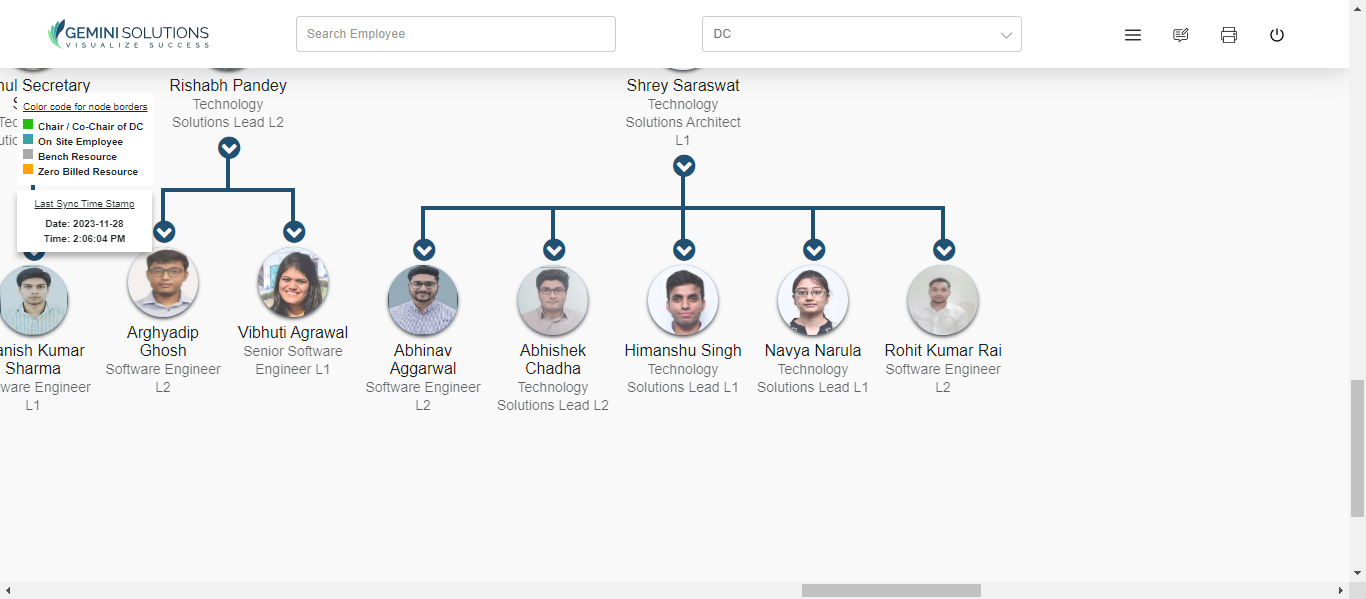 GEMINI SOLUTIONS
VISUALIZE SUCCESS
Search Employee
DC
hul Secretary
S
Tec
utic
Color code for node borders
Chair / Co-Chair of DC
On Site Employee
Bench Resource
Zero Billed Resource
Last Sync Time Stamp
Date: 2023-11-28
Time: 2:06:04 PM
Rishabh Pandey
Technology
Solutions Lead L2
Shrey Saraswat
Technology
Solutions Architect
L1
anish Kumar
Sharma
ware Engineer
L1
Arghyadip
Ghosh
Software Engineer
L2
Vibhuti Agrawal
Senior Software
Engineer L1
Abhinav
Aggarwal
Software Engineer
L2
Abhishek
Chadha
Technology
Solutions Lead L2
Himanshu Singh
Technology
Solutions Lead L1
Navya Narula
Technology
Solutions Lead L1
Rohit Kumar Rai
Software Engineer
L2